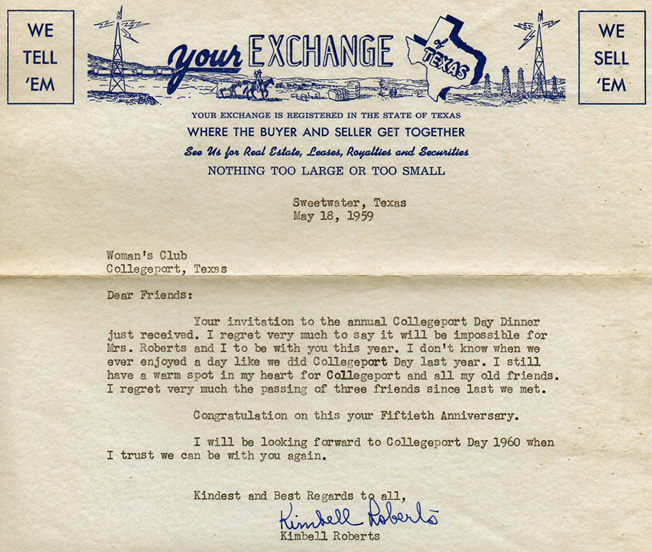 WE
TELL
'EM
Your EXCHANGE
of
TEXAS
WE
SELL
'EM
YOUR EXCHANGE IS REGISTERED IN THE STATE OF TEXAS
WHERE THE BUYER AND SELLER GET TOGETHER
See Us for Real Estate, Leases, Royalties and Securities
NOTHING TOO LARGE OR TOO SMALL
Sweetwater, Texas
May 18, 1959
Woman's Club
Collegeport, Texas
Dear Friends:
Your invitation to the annual Collegeport Day Dinner
just received. I regret very much to say it will be impossible for
Mrs. Roberts and I to be with you this year. I don't know when we
ever enjoyed a day like we did Collegeport Day last year. I still
have a warm spot in my heart for Collegeport and all my old friends.
I regret very much the passing of three friends since last we met.
Congratulation on this your Fiftieth Anniversary.
I will be looking forward to Collegeport Day 1960 when
I trust we can be with you again.
Kindest and Best Regards to all,
Kimbell Roberts
Kimbell Roberts